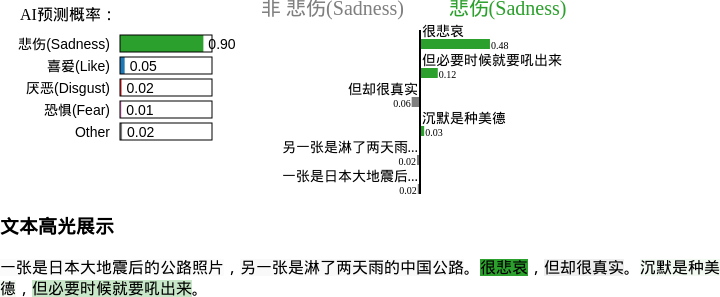 AI预测概率：
悲伤(Sadness) 0.90
喜爱(Like) 0.05
厌恶(Disgust) 0.02
恐惧(Fear) 0.01
Other 0.02
非 悲伤(Sadness) 悲伤(Sadness)
很悲哀
0.48
但必要时候就要吼出来
0.12
但却很真实
0.06
沉默是种美德
0.03
另一张是淋了两天雨...
0.02
一张是日本大地震后...
0.02
文本高光展示
一张是日本大地震后的公路照片，另一张是淋了两天雨的中国公路。很悲哀，但却很真实。沉默是种美
德，但必要时候就要吼出来。